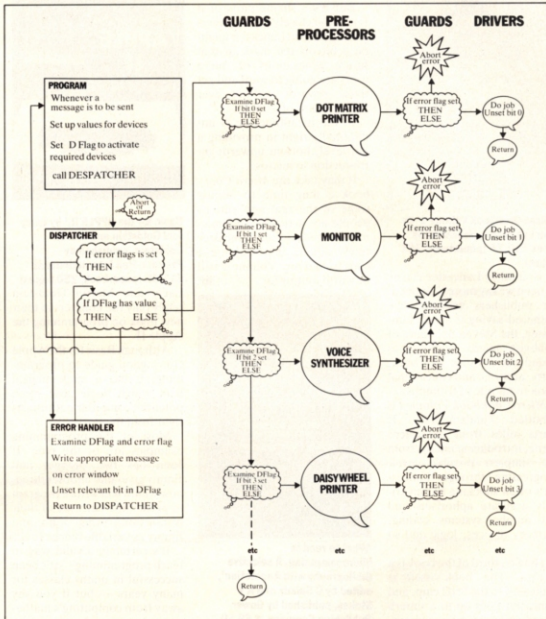 GUARDS
PRE-
PROCESSORS
GUARDS
DRIVERS
PROGRAM
Whenever a
message is to be sent
Set up values for devices
Set D Flag to activate
required devices
call DESPATCHER
Abort
or
Return
DISPATCHER
If error flags is set
THEN
If DFlag has value
THEN ELSE
ERROR HANDLER
Examine DFlag and error flag
Write appropriate message
on error window
Unset relevant bit in DFlag
Return to DISPATCHER
Examine DFlag
If bit 0 set
THEN
ELSE
DOT MATRIX
PRINTER
Abort
error
If error flag set
THEN
ELSE
Do job
Unset bit 0
Return
Examine DFlag
If bit 1 set
THEN
ELSE
MONITOR
Abort
error
If error flag set
THEN
ELSE
Do job
Unset bit 1
Return
Examine DFlag
If bit 2 set
THEN
ELSE
VOICE
SYNTHESIZER
Abort
error
If error flag set
THEN
ELSE
Do job
Unset bit 2
Return
Examine DFlag
If bit 3 set
THEN
ELSE
DAISYWHEEL
PRINTER
Abort
error
If error flag set
THEN
ELSE
Do job
Unset bit 3
Return
etc
etc
etc
etc
Return